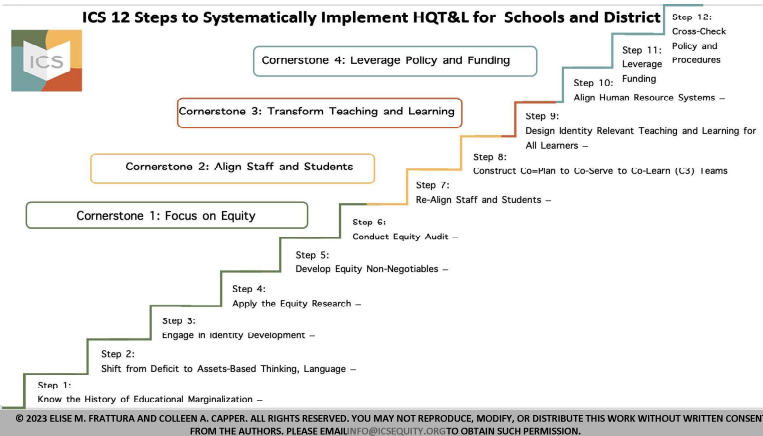 ICS 12 Steps to Systematically Implement HQT&L for Schools and District
ICS
Step 12:
Cross-Check
Policy and
Procedures
Step 11:
Leverage
Funding
Cornerstone 4: Leverage Policy and Funding
Step 10:
Align Human Resource Systems –
Cornerstone 3: Transform Teaching and Learning
Step 9:
Design Identity Relevant Teaching and Learning for
All Learners –
Cornerstone 2: Align Staff and Students
Step 8:
Construct Co=Plan to Co-Serve to Co-Learn (C3) Teams
Step 7:
Re-Align Staff and Students –
Cornerstone 1: Focus on Equity
Step 6:
Conduct Equity Audit –
Step 5:
Develop Equity Non-Negotiables –
Step 4:
Apply the Equity Research –
Step 3:
Engage in Identity Development –
Step 2:
Shift from Deficit to Assets-Based Thinking, Language –
Step 1:
Know the History of Educational Marginalization –
© 2023 ELISE M. FRATTURA AND COLLEEN A. CAPPER. ALL RIGHTS RESERVED. YOU MAY NOT REPRODUCE, MODIFY, OR DISTRIBUTE THIS WORK WITHOUT WRITTEN CONSEN
FROM THE AUTHORS. PLEASE EMAILINFO@ICSEQUITY.ORGTO OBTAIN SUCH PERMISSION.